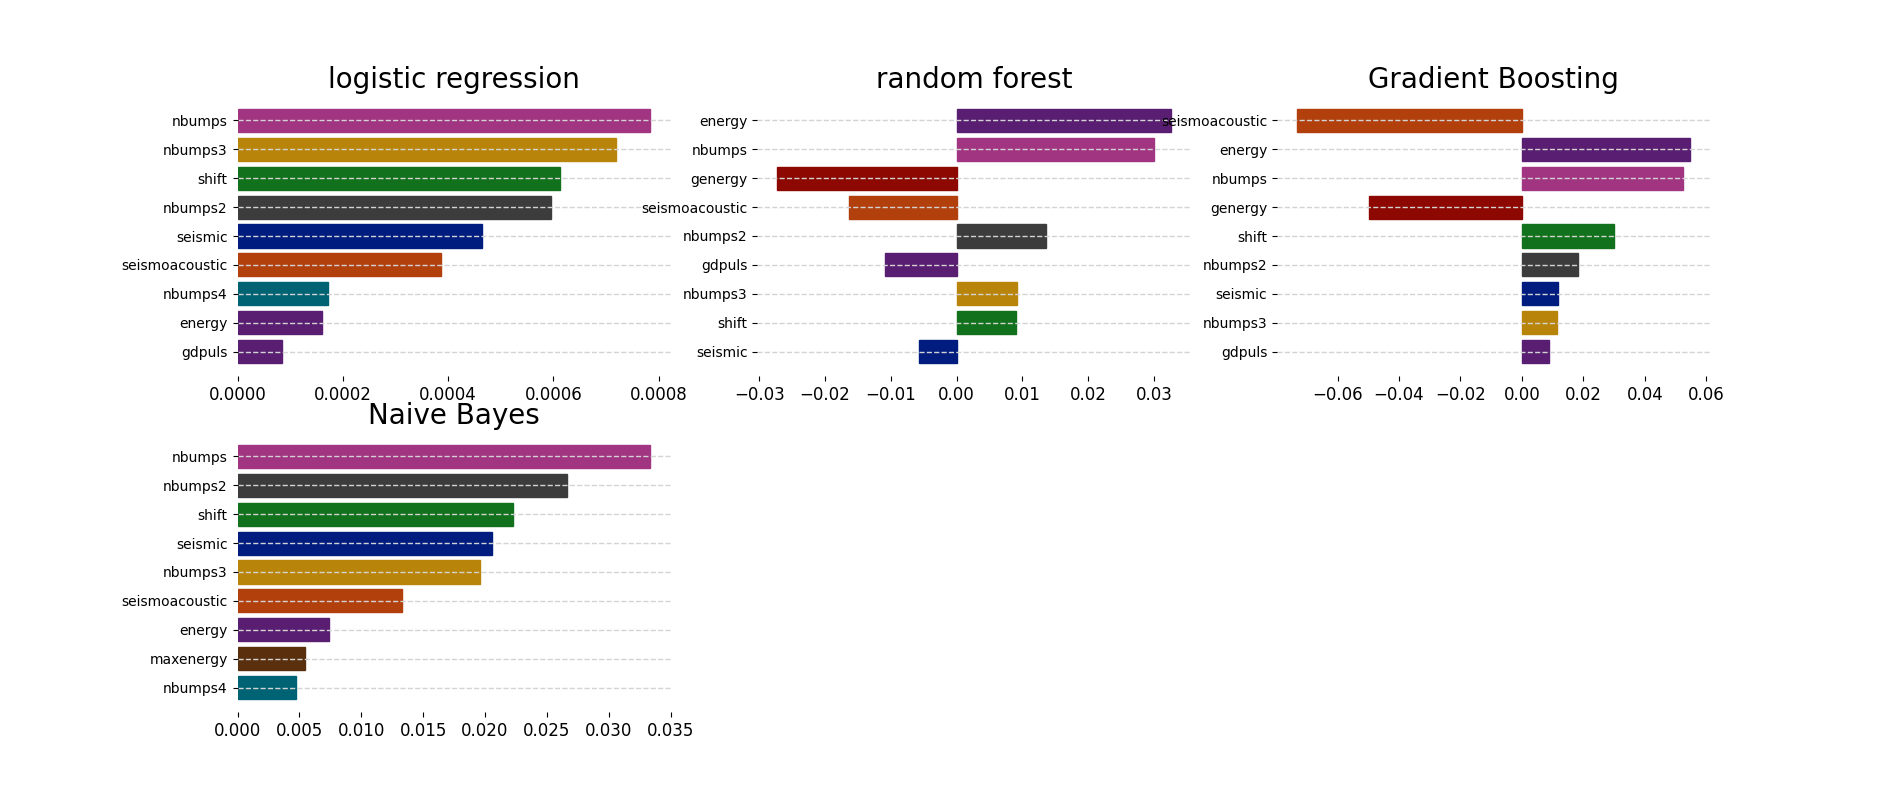 logistic regression
nbumps
nbumps3
shift
nbumps2
seismic
seismoacoustic
nbumps4
energy
gdpuls
0.0000 0.0002 0.0004 0.0006 0.0008
random forest
energy
nbumps
genergy
seismoacoustic
nbumps2
gdpuls
nbumps3
shift
seismic
−0.03 −0.02 −0.01 0.00 0.01 0.02 0.03
Gradient Boosting
seismoacoustic
energy
nbumps
genergy
shift
nbumps2
seismic
nbumps3
gdpuls
−0.06 −0.04 −0.02 0.00 0.02 0.04 0.06
Naive Bayes
nbumps
nbumps2
shift
seismic
nbumps3
seismoacoustic
energy
maxenergy
nbumps4
0.000 0.005 0.010 0.015 0.020 0.025 0.030 0.035